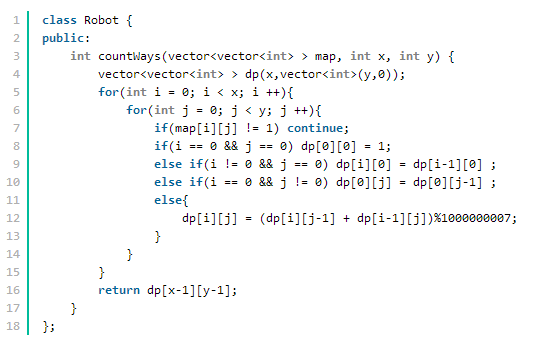 1 class Robot {
2 public:
3     int countWays(vector<vector<int> > map, int x, int y) {
4         vector<vector<int> > dp(x,vector<int>(y,0));
5         for(int i = 0; i < x; i ++){
6             for(int j = 0; j < y; j ++){
7                 if(map[i][j] != 1) continue;
8                 if(i == 0 && j == 0) dp[0][0] = 1;
9                 else if(i != 0 && j == 0) dp[i][0] = dp[i-1][0] ;
10                 else if(i == 0 && j != 0) dp[0][j] = dp[0][j-1] ;
11                 else{
12                     dp[i][j] = (dp[i][j-1] + dp[i-1][j])%1000000007;
13                 }
14             }
15         }
16         return dp[x-1][y-1];
17     }
18 };